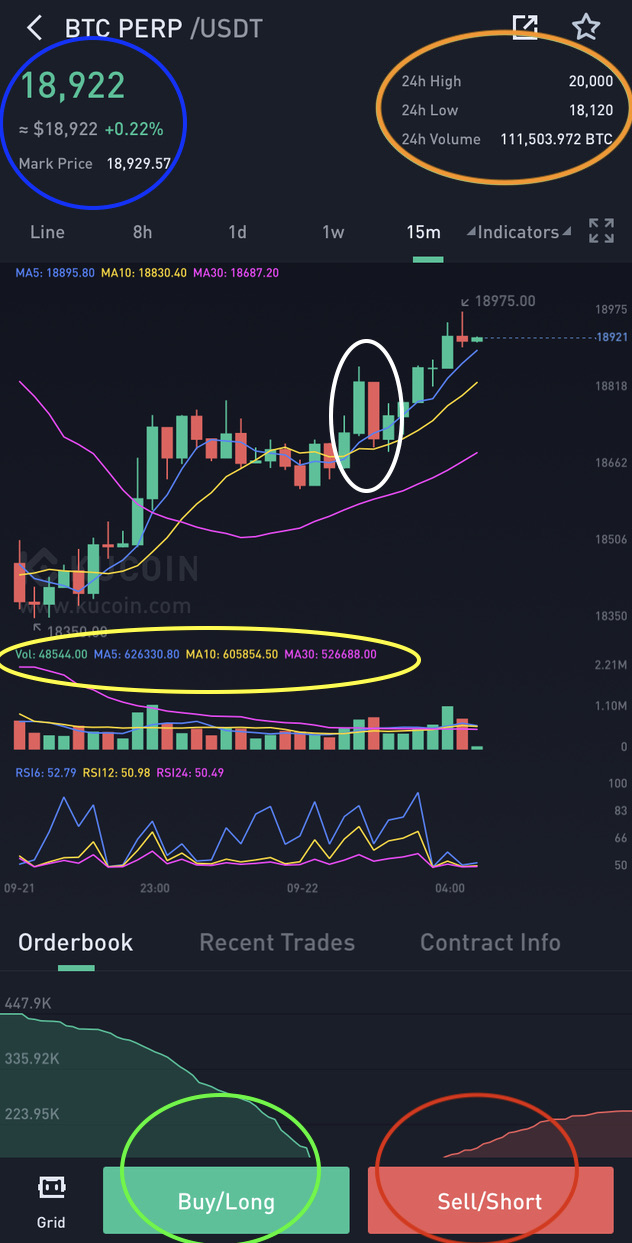 BTC PERP /USDT
18,922
≈ $18,922 +0.22%
Mark Price 18,929.57
24h High 20,000
24h Low 18,120
24h Volume 111,503.972 BTC
Line 8h 1d 1w 15m Indicators
MA5: 18895.80 MA10: 18830.40 MA30: 18687.20
18975.00
18975
18921
18818
18662
18506
KUCOIN
www.kucoin.com
18350
18350.00
Vol: 48544.00 MA5: 626330.80 MA10: 605854.50 MA30: 526688.00
2.21M
1.10M
0
RSI6: 52.79 RSI12: 50.98 RSI24: 50.49
100
83
66
50
09-21 23:00 09-22 04:00
Orderbook Recent Trades Contract Info
447.9K
335.92K
223.95K
Grid
Buy/Long
Sell/Short